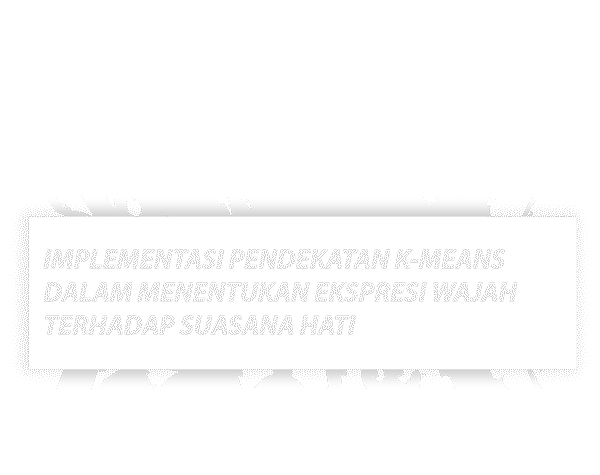 IMPLEMENTASI PENDEKATAN K-MEANS
DALAM MENENTUKAN EKSPRESI WAJAH
TERHADAP SUASANA HATI